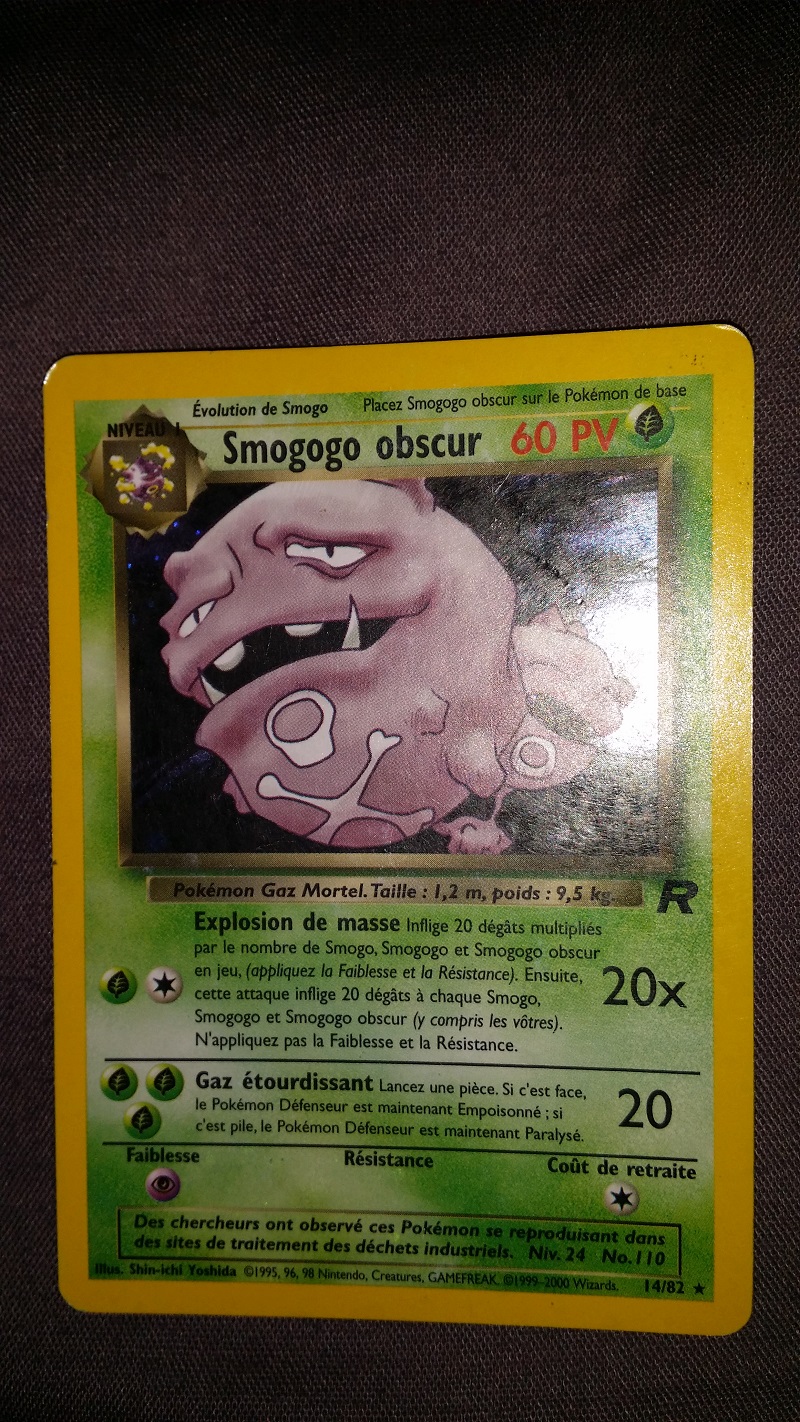 Évolution de Smogo Placez Smogogo obscur sur le Pokémon de base
NIVEAU 1
Smogogo obscur 60 PV
Pokémon Gaz Mortel. Taille : 1,2 m, poids : 9,5 kg.
R
Explosion de masse Inflige 20 dégâts multipliés
par le nombre de Smogo, Smogogo et Smogogo obscur
en jeu, (appliquez la Faiblesse et la Résistance). Ensuite,
cette attaque inflige 20 dégâts à chaque Smogo,
Smogogo et Smogogo obscur (y compris les vôtres).
N'appliquez pas la Faiblesse et la Résistance.
20x
Gaz étourdissant Lancez une pièce. Si c'est face,
le Pokémon Défenseur est maintenant Empoisonné ; si
c'est pile, le Pokémon Défenseur est maintenant Paralysé.
20
Faiblesse Résistance Coût de retraite
Des chercheurs ont observé ces Pokémon se reproduisant dans
des sites de traitement des déchets industriels. Niv. 24 No. 110
Illus. Shin-ichi Yoshida ©1995, 96, 98 Nintendo, Creatures, GAMEFREAK. ©1999-2000 Wizards. 14/82 ★